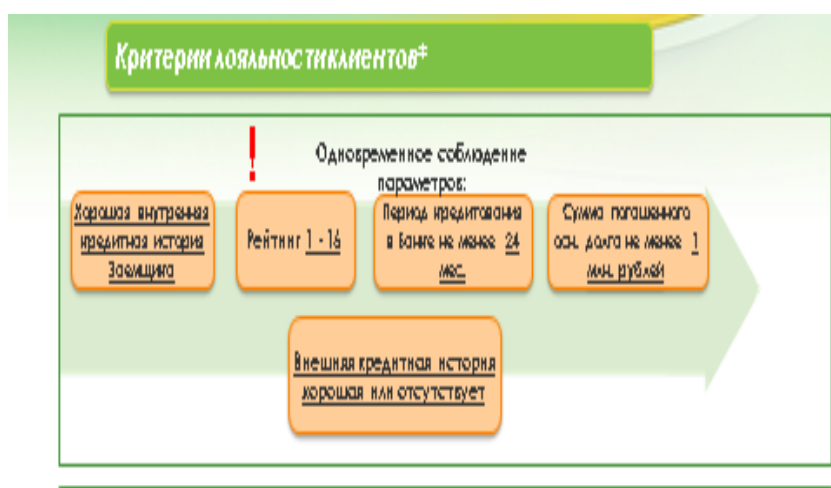 Критерии лояльности клиентов‡
!
Одновременное соблюдение
параметров:
Хорошая внутренняя
кредитная история
Заемщика
Рейтинг 1 - 16
Период кредитования
в Банке не менее 24
мес.
Сумма погашенного
осн. долга не менее 1
млн. рублей
Внешняя кредитная история
хорошая или отсутствует